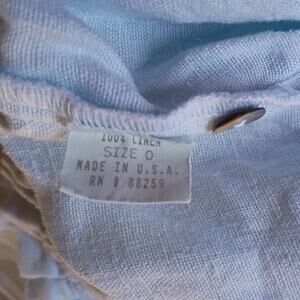 100% LINEN
SIZE 0
MADE IN U.S.A.
RN # 88259